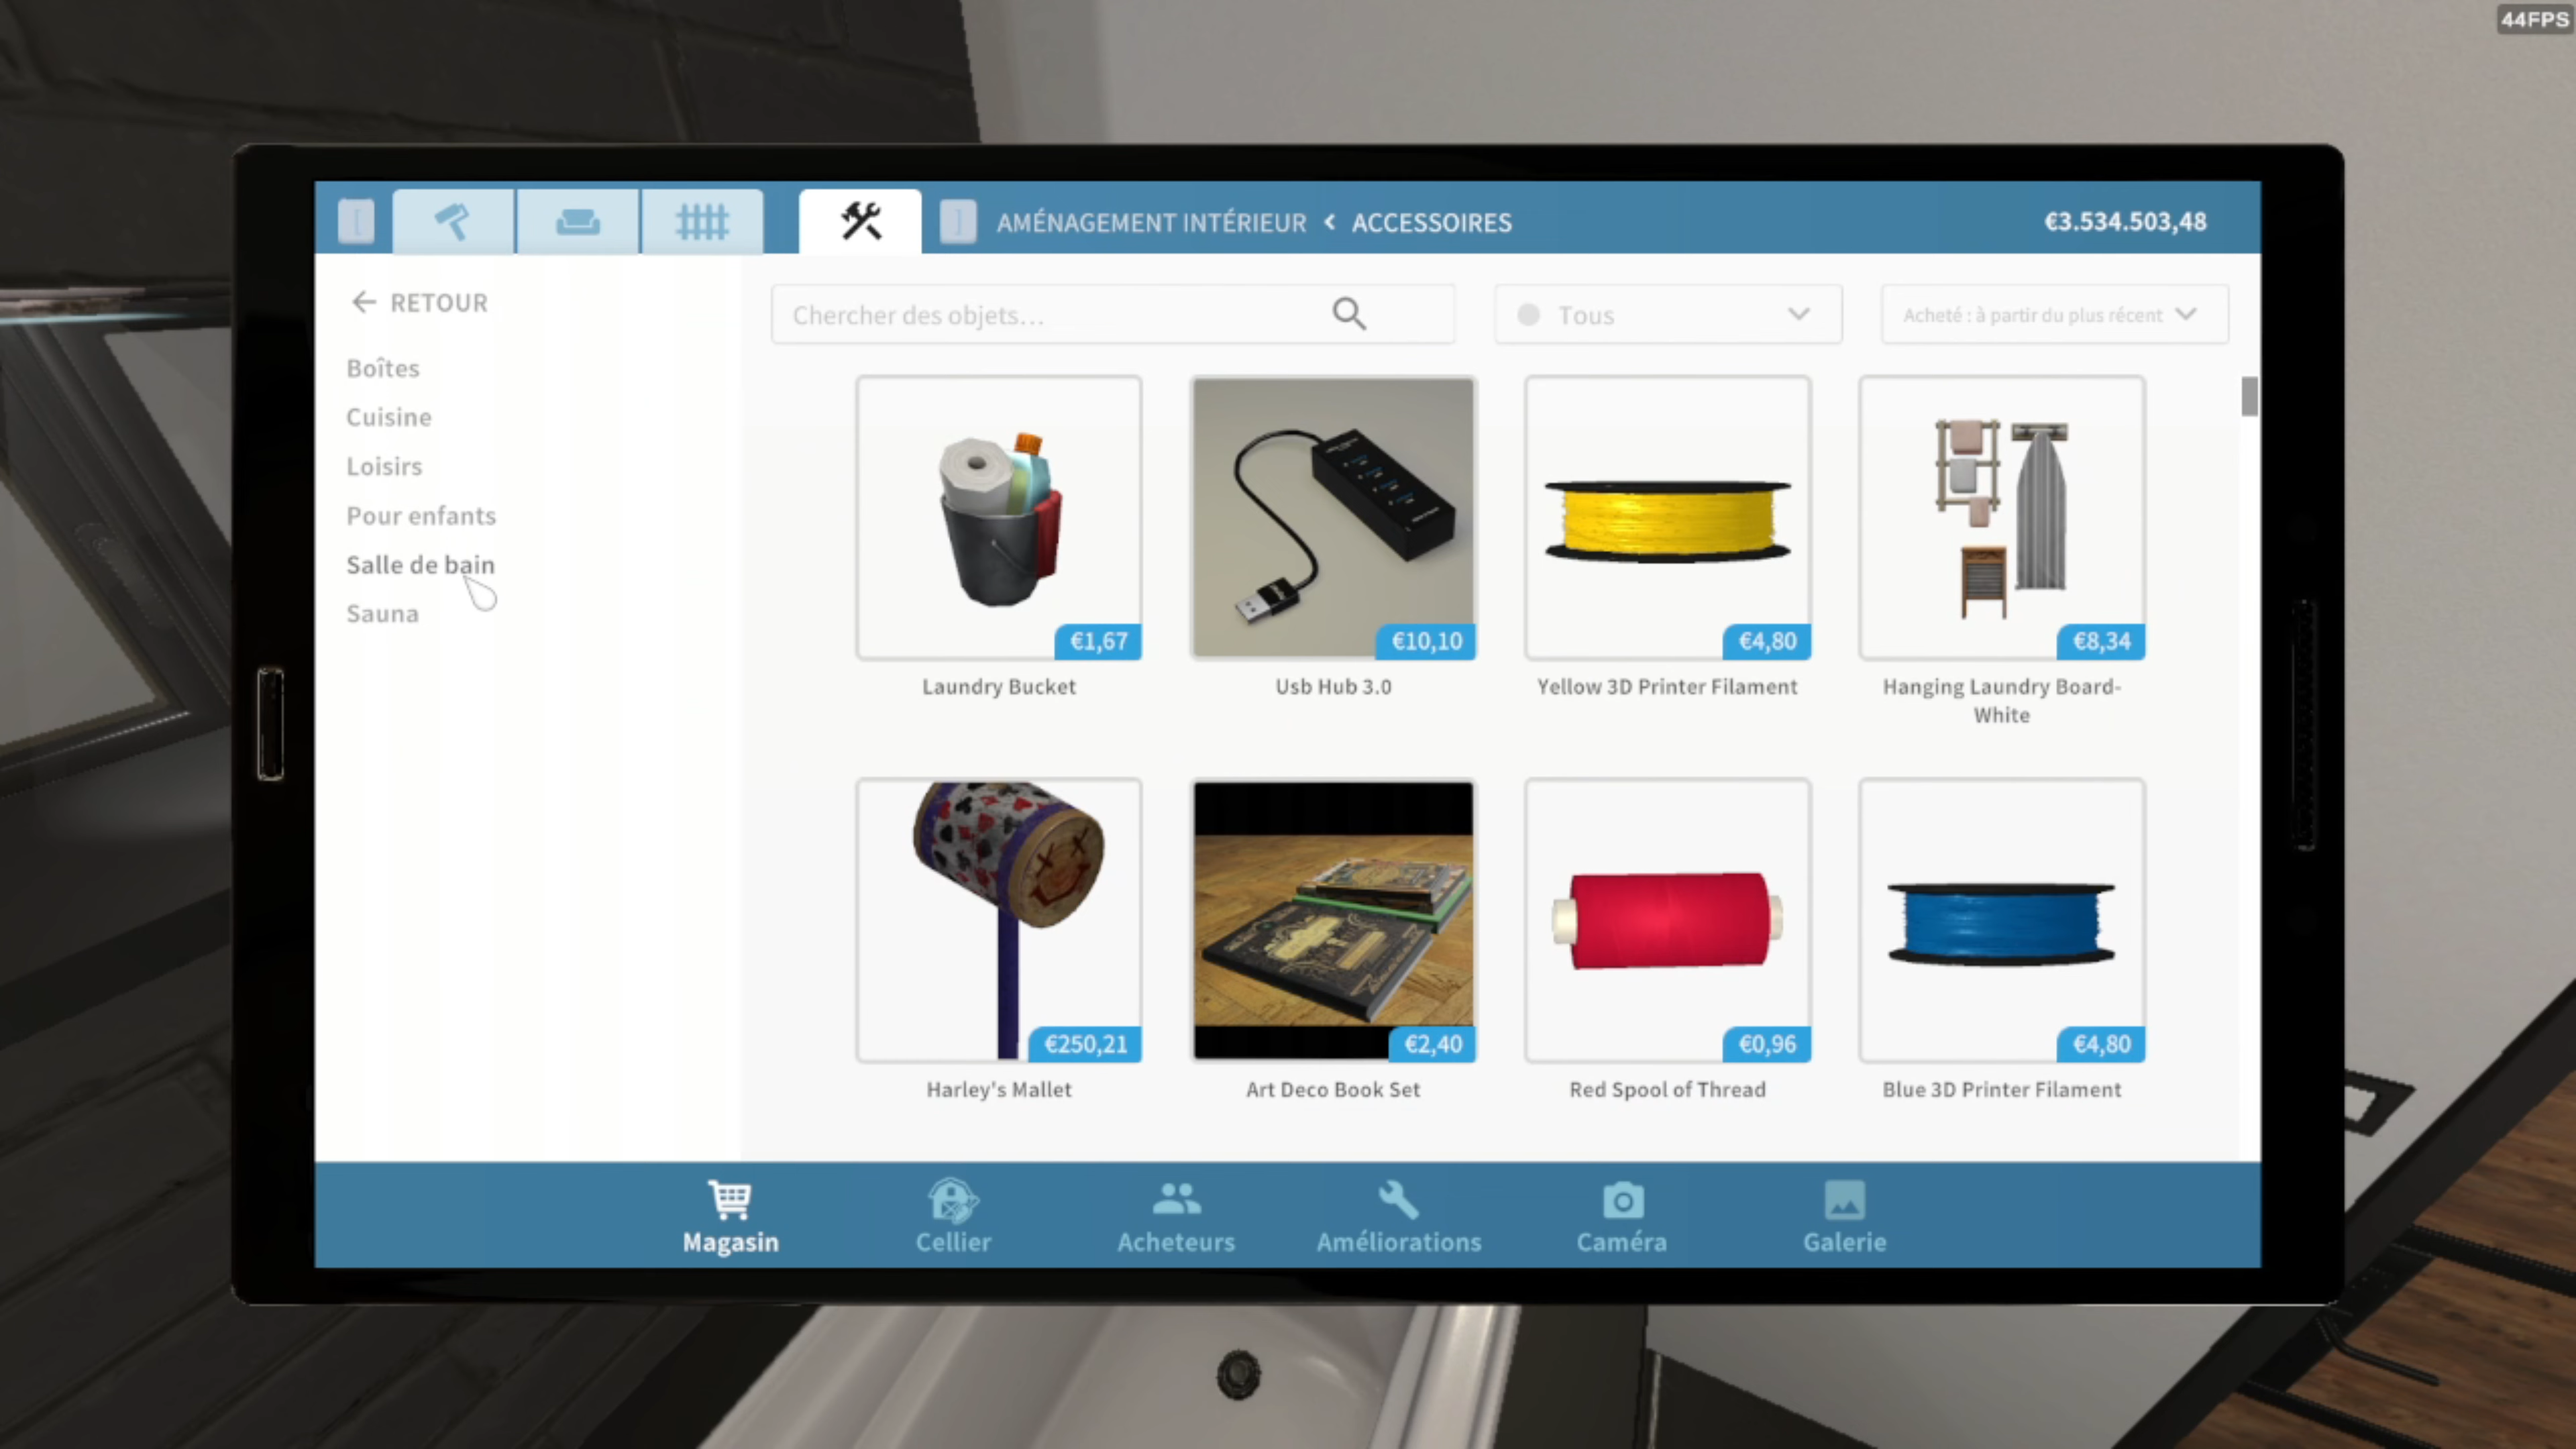 44FPS
[
]
AMÉNAGEMENT INTÉRIEUR < ACCESSOIRES
€3.534.503,48
RETOUR
Boîtes
Cuisine
Loisirs
Pour enfants
Salle de bain
Sauna
Chercher des objets...
Tous
Acheté : à partir du plus récent
€1,67
€10,10
€4,80
€8,34
Laundry Bucket
Usb Hub 3.0
Yellow 3D Printer Filament
Hanging Laundry Board-
White
€250,21
€2,40
€0,96
€4,80
Harley's Mallet
Art Deco Book Set
Red Spool of Thread
Blue 3D Printer Filament
Magasin
Cellier
Acheteurs
Améliorations
Caméra
Galerie